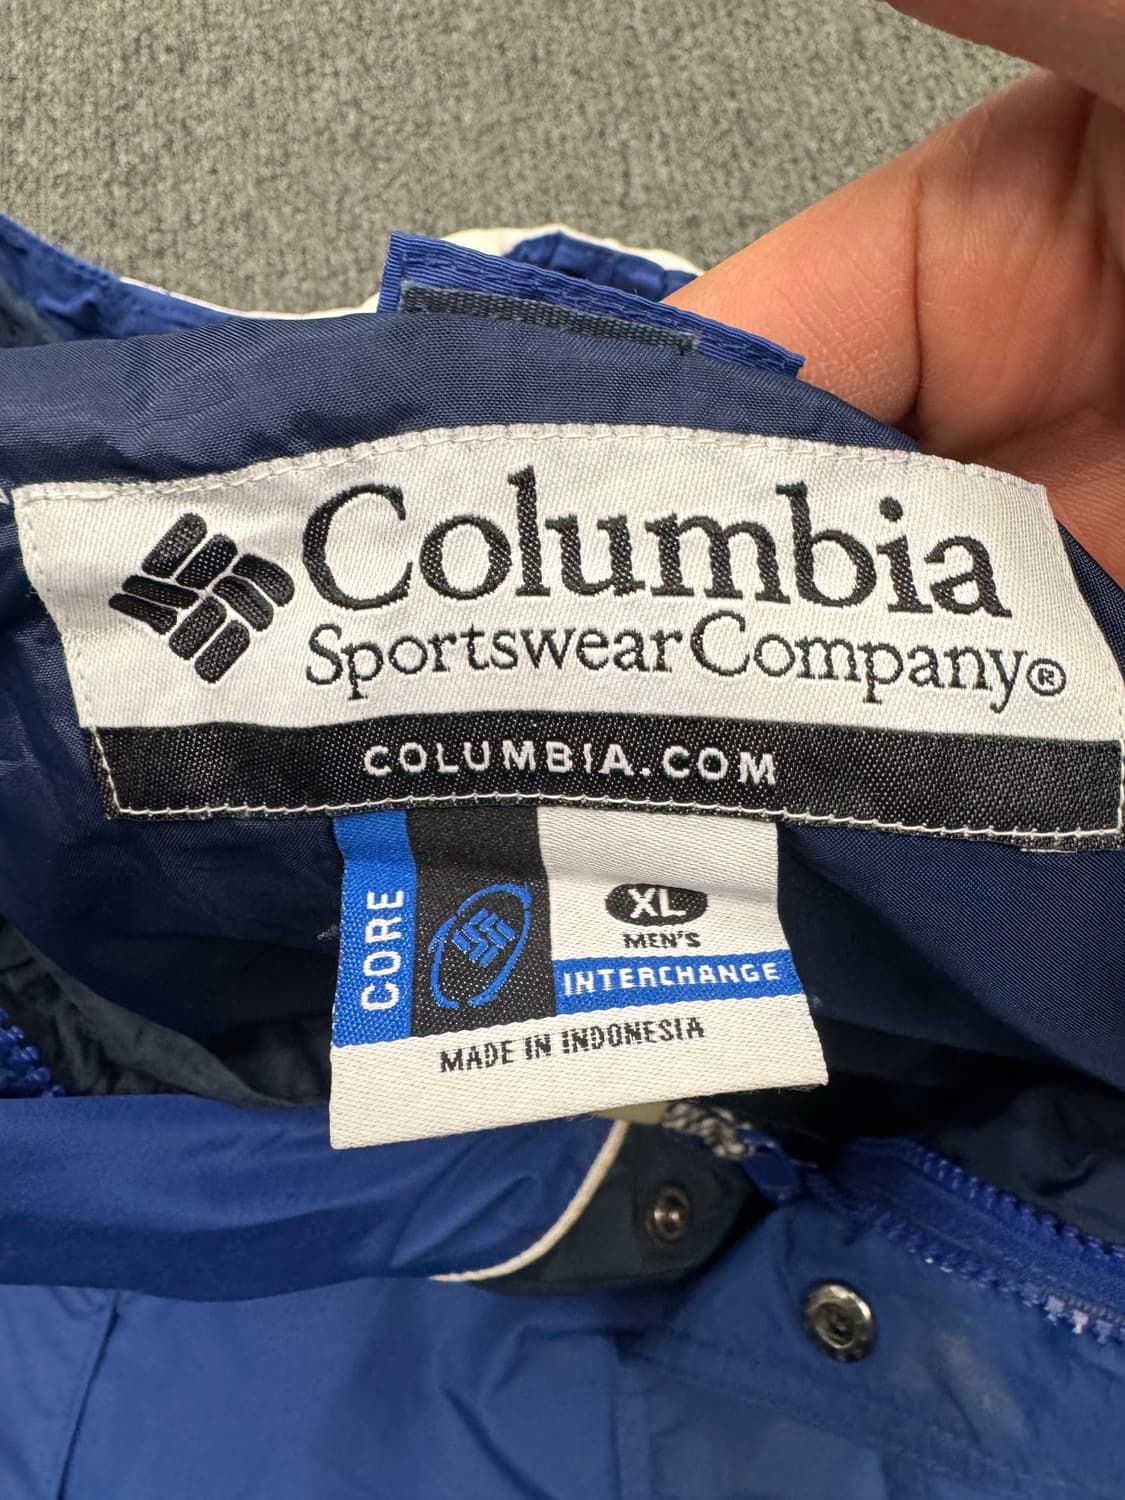 Columbia
Sportswear Company®
COLUMBIA.COM
CORE
XL
MEN'S
INTERCHANGE
MADE IN INDONESIA